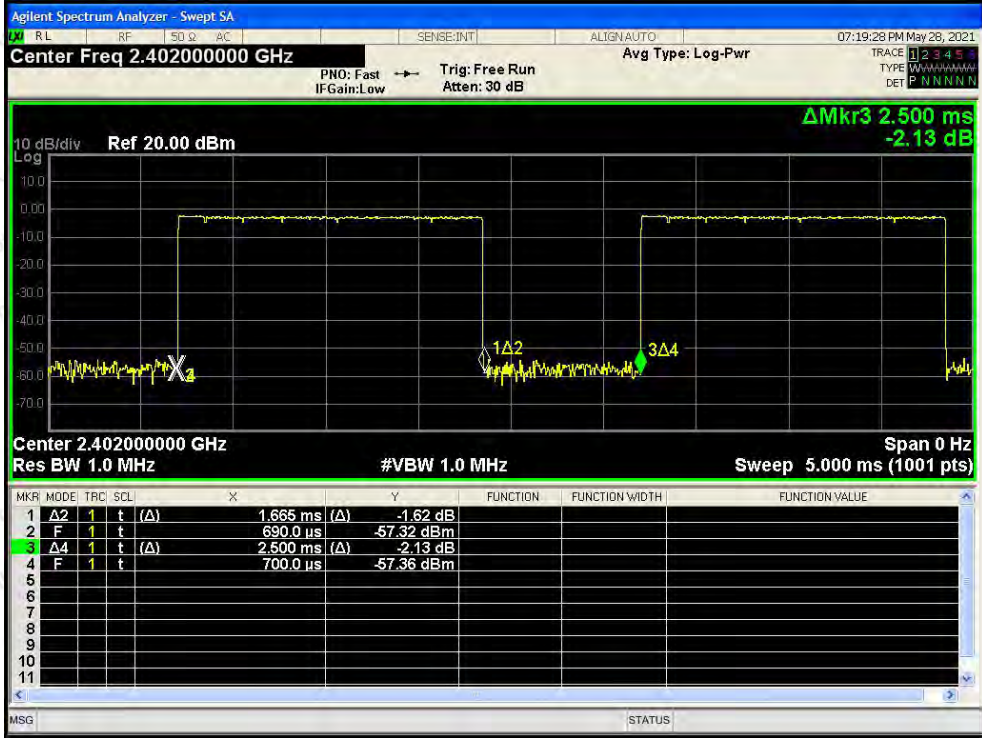 Agilent Spectrum Analyzer - Swept SA
LXI RL RF 50 Ω AC SENSE:INT ALIGN AUTO 07:19:28 PM May 28, 2021
Center Freq 2.402000000 GHz
PNO: Fast
IFGain:Low
Trig: Free Run
Atten: 30 dB
Avg Type: Log-Pwr
TRACE 1 2 3 4 5 6
TYPE WWWWWW
DET P N N N N N
ΔMkr3 2.500 ms
-2.13 dB
10 dB/div Ref 20.00 dBm
Log
10.0
0.00
-10.0
-20.0
-30.0
-40.0
-50.0
-60.0
-70.0
1Δ2
3Δ4
Center 2.402000000 GHz Span 0 Hz
Res BW 1.0 MHz #VBW 1.0 MHz Sweep 5.000 ms (1001 pts)
MKR MODE TRC SCL X Y FUNCTION FUNCTION WIDTH FUNCTION VALUE
1 Δ2 1 t (Δ) 1.665 ms (Δ) -1.62 dB
2 F 1 t 690.0 µs -57.32 dBm
3 Δ4 1 t (Δ) 2.500 ms (Δ) -2.13 dB
4 F 1 t 700.0 µs -57.36 dBm
5
6
7
8
9
10
11
MSG STATUS